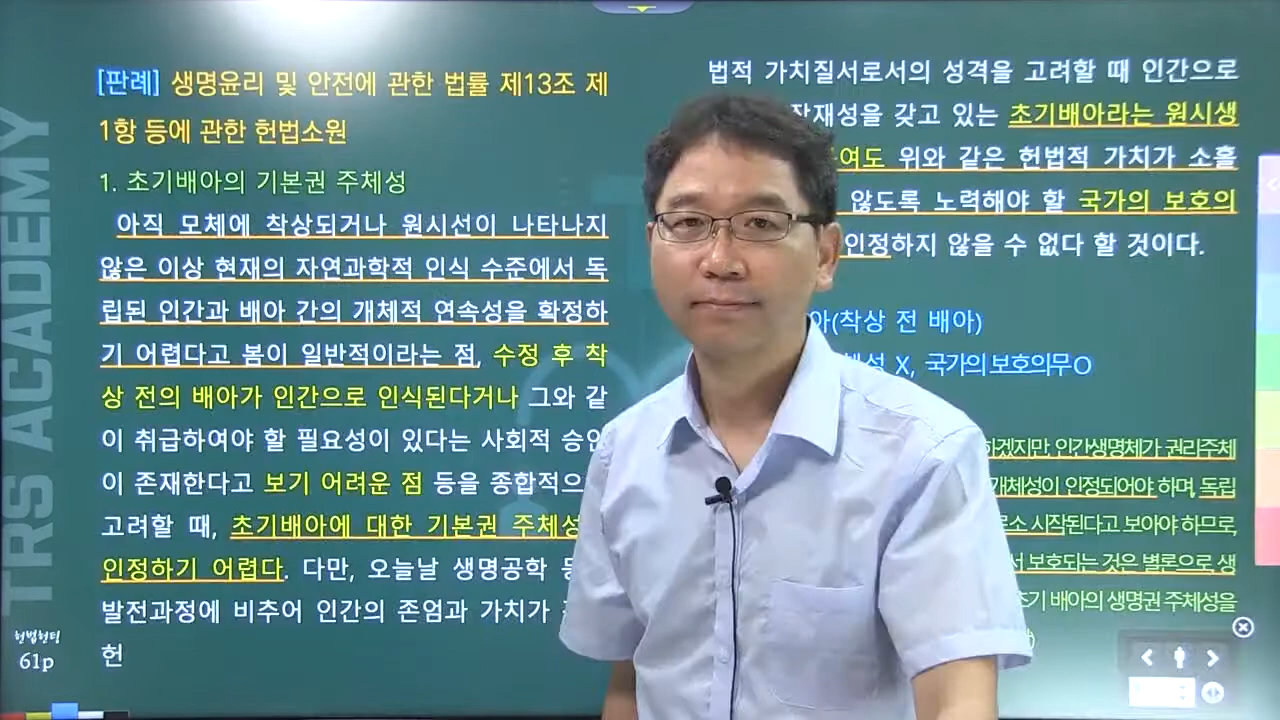 TRS ACADEMY
[판례] 생명윤리 및 안전에 관한 법률 제13조 제
1항 등에 관한 헌법소원
1. 초기배아의 기본권 주체성
아직 모체에 착상되거나 원시선이 나타나지
않은 이상 현재의 자연과학적 인식 수준에서 독
립된 인간과 배아 간의 개체적 연속성을 확정하
기 어렵다고 봄이 일반적이라는 점, 수정 후 착
상 전의 배아가 인간으로 인식된다거나 그와 같
이 취급하여야 할 필요성이 있다는 사회적 승인
이 존재한다고 보기 어려운 점 등을 종합적으
고려할 때, 초기배아에 대한 기본권 주체성
인정하기 어렵다. 다만, 오늘날 생명공학
발전과정에 비추어 인간의 존엄과 가치가
헌
헌법헌팅
61p
법적 가치질서로서의 성격을 고려할 때 인간으로
잠재성을 갖고 있는 초기배아라는 원시생
여도 위와 같은 헌법적 가치가 소홀
않도록 노력해야 할 국가의 보호의
인정하지 않을 수 없다 할 것이다.
아(착상 전 배아)
체성 X, 국가의 보호의무O
하겠지만, 인간생명체가 권리주체
개체성이 인정되어야 하며, 독립
로소 시작된다고 보아야 하므로,
서 보호되는 것은 별론으로, 생
초기 배아의 생명권 주체성을